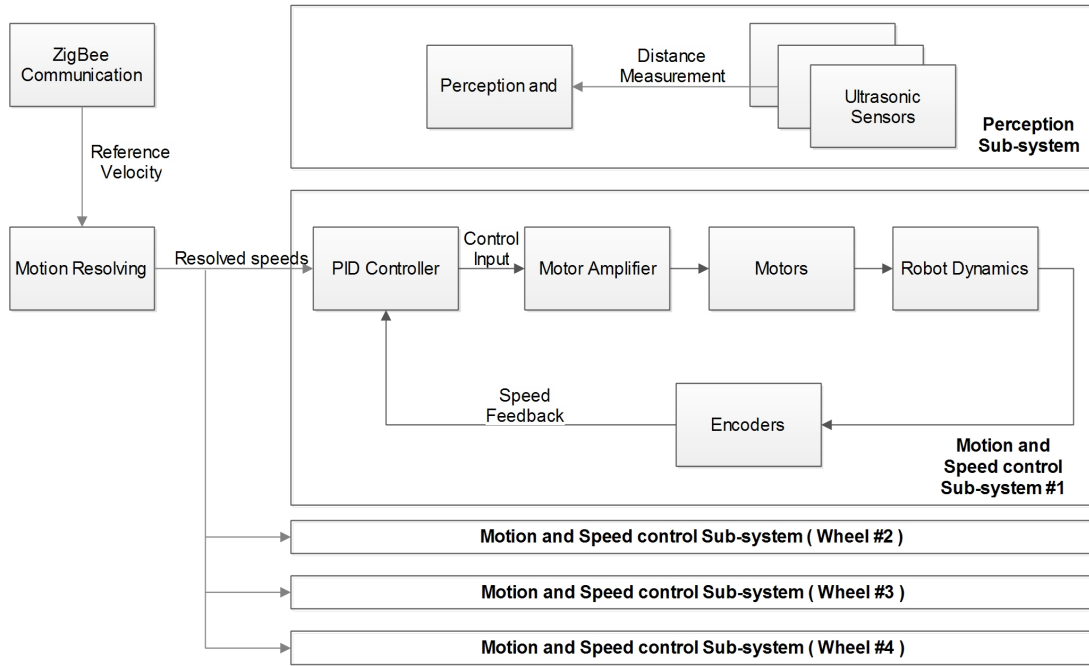 ZigBee
Communication
Reference
Velocity
Motion Resolving
Resolved speeds
Perception and
Distance
Measurement
Ultrasonic
Sensors
Perception
Sub-system
PID Controller
Control
Input
Motor Amplifier
Motors
Robot Dynamics
Speed
Feedback
Encoders
Motion and
Speed control
Sub-system #1
Motion and Speed control Sub-system ( Wheel #2 )
Motion and Speed control Sub-system ( Wheel #3 )
Motion and Speed control Sub-system ( Wheel #4 )